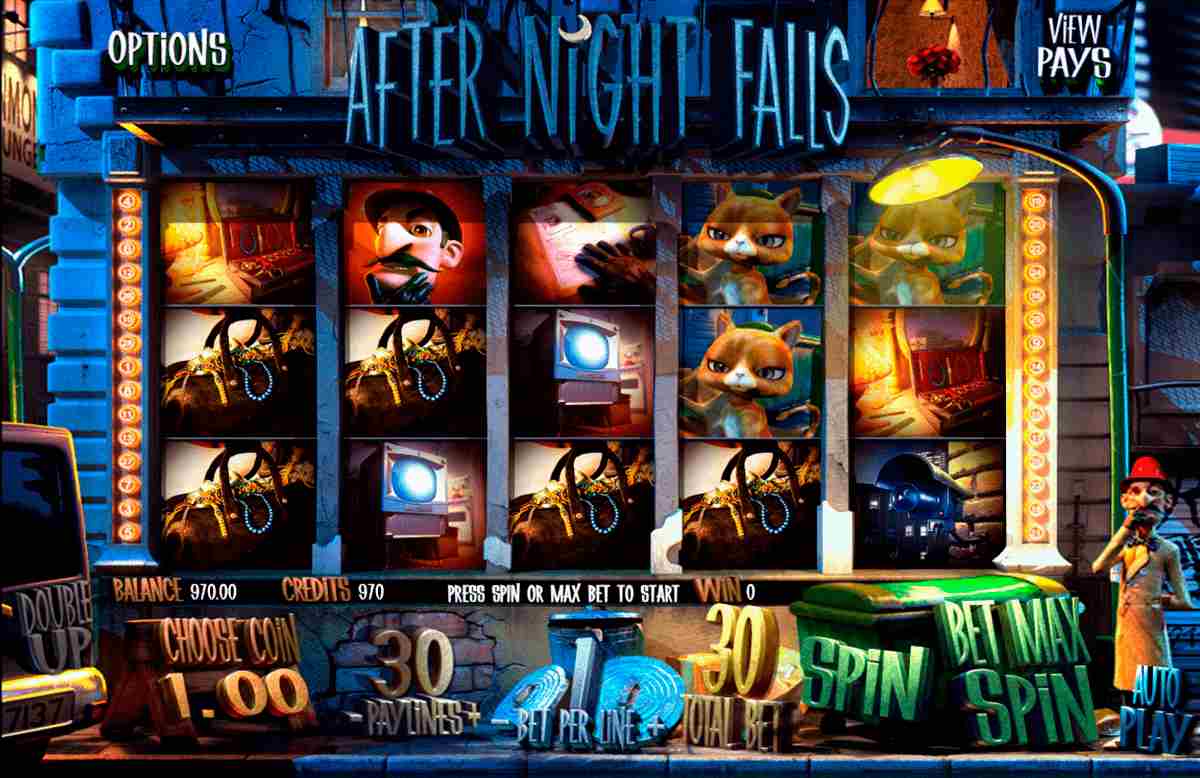 OPTIONS
AFTER NIGHT FALLS
VIEW
PAYS
BALANCE 970.00
CREDITS 970
PRESS SPIN OR MAX BET TO START
WIN 0
DOUBLE
UP
CHOOSE COIN
1.00
30
- PAYLINES +
1
- BET PER LINE +
30
TOTAL BET
SPIN
BET MAX
SPIN
AUTO
PLAY
7137